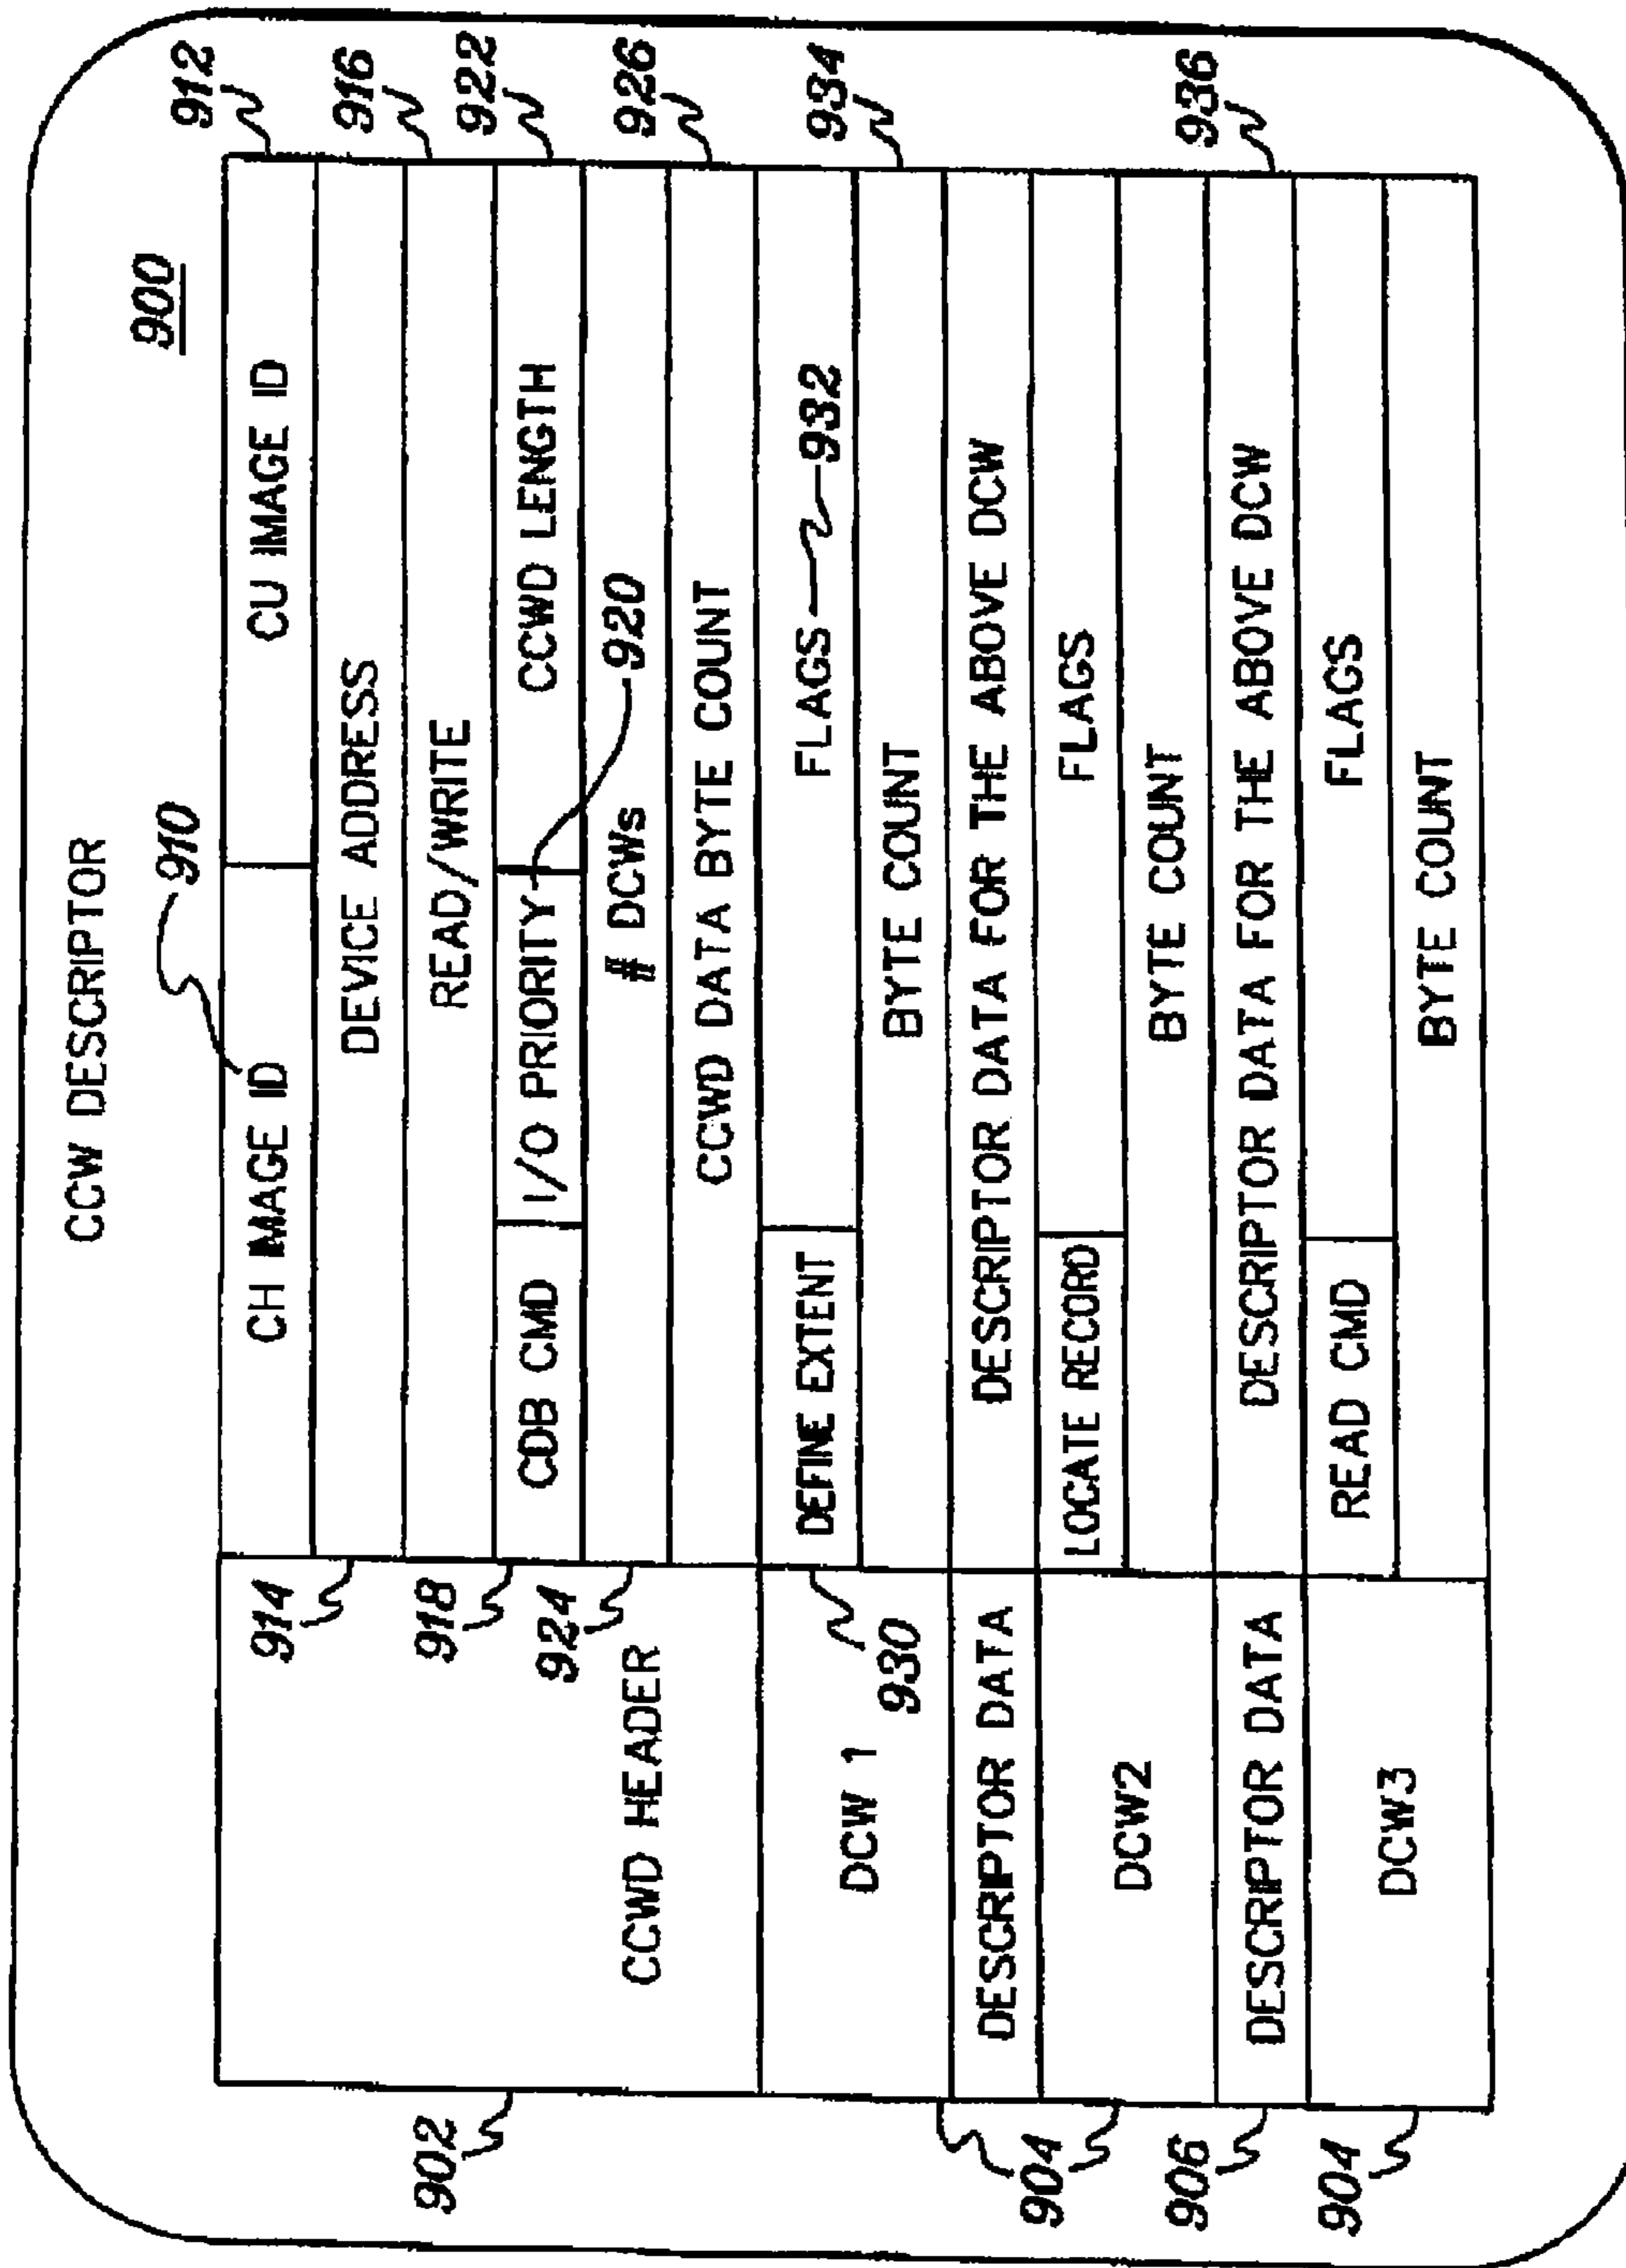 CCW DESCRIPTOR
900
910
912
CH IMAGE ID CU IMAGE ID
914
DEVICE ADDRESS
916
READ/WRITE
918
CDB CMD I/O PRIORITY CCWD LENGTH
922
920
924
# DCWs
926
CCWD DATA BYTE COUNT
CCWD HEADER
902
DCW 1
930
DEFINE EXTENT FLAGS 932
BYTE COUNT
934
904
DESCRIPTOR DATA DESCRIPTOR DATA FOR THE ABOVE DCW
DCW2
LOCATE RECORD FLAGS
BYTE COUNT
906
DESCRIPTOR DATA DESCRIPTOR DATA FOR THE ABOVE DCW
936
DCW3
READ CMD FLAGS
BYTE COUNT
904